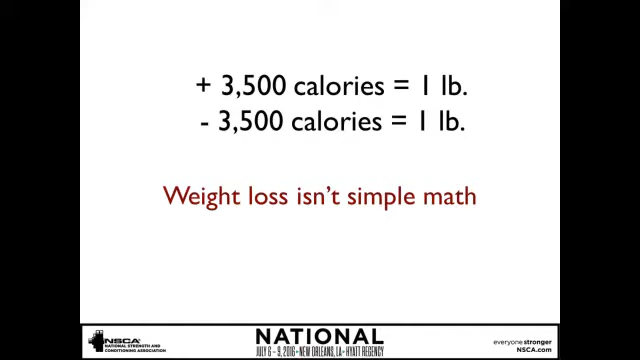 + 3,500 calories = 1 lb.
- 3,500 calories = 1 lb.
Weight loss isn't simple math
NSCA
NATIONAL STRENGTH AND
CONDITIONING ASSOCIATION
NATIONAL
JULY 6 - 9, 2016•NEW ORLEANS, LA• HYATT REGENCY
everyone stronger
NSCA.com